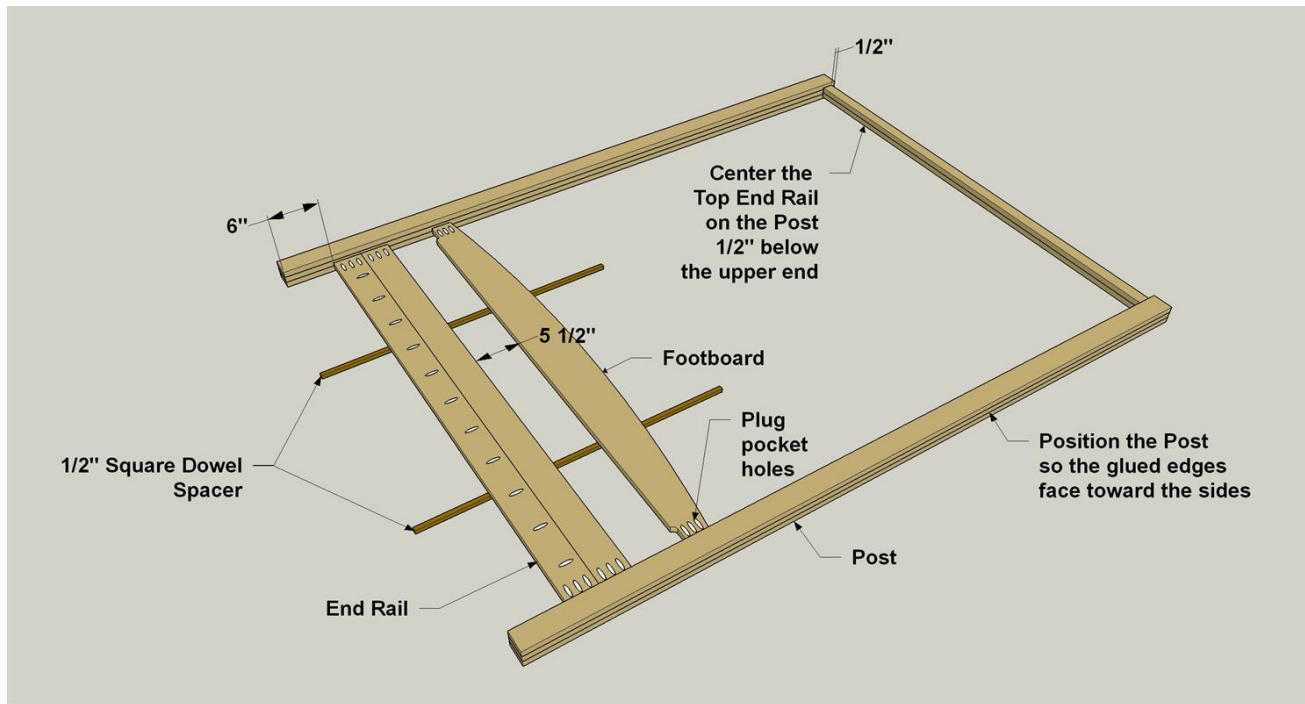 1/2"
Center the
Top End Rail
on the Post
1/2" below
the upper end
6"
5 1/2"
Footboard
Plug
pocket
holes
Position the Post
so the glued edges
face toward the sides
1/2" Square Dowel
Spacer
Post
End Rail